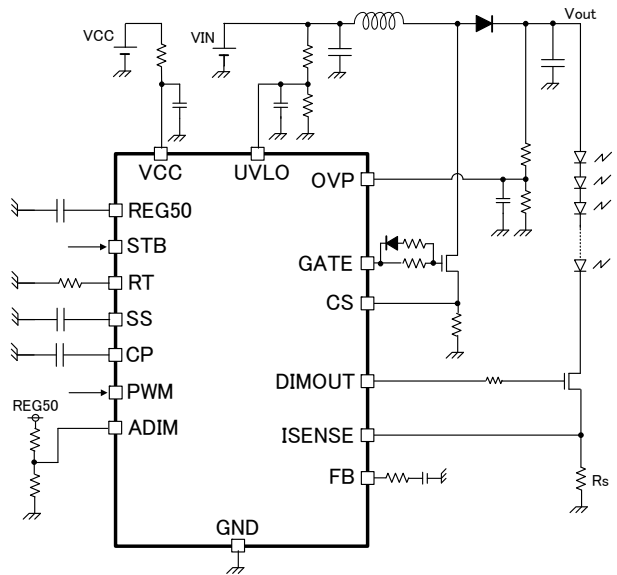 Vout
VCC
VIN
VCC
UVLO
OVP
REG50
STB
GATE
RT
CS
SS
CP
DIMOUT
PWM
REG50
ADIM
ISENSE
FB
Rs
GND